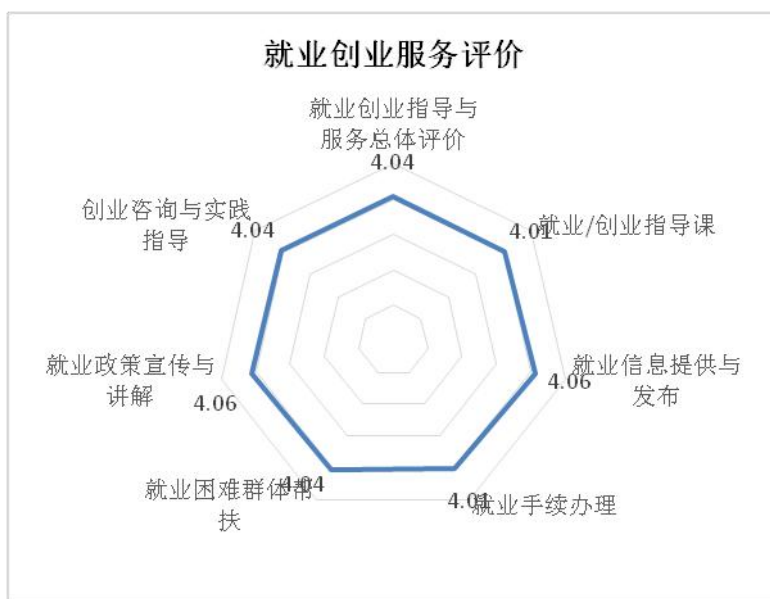 就业创业服务评价
就业创业指导与
服务总体评价
4.04
就业/创业指导课
4.01
就业信息提供与
发布
4.06
就业手续办理
4.01
就业困难群体帮
扶
4.04
就业政策宣传与
讲解
4.06
创业咨询与实践
指导
4.04